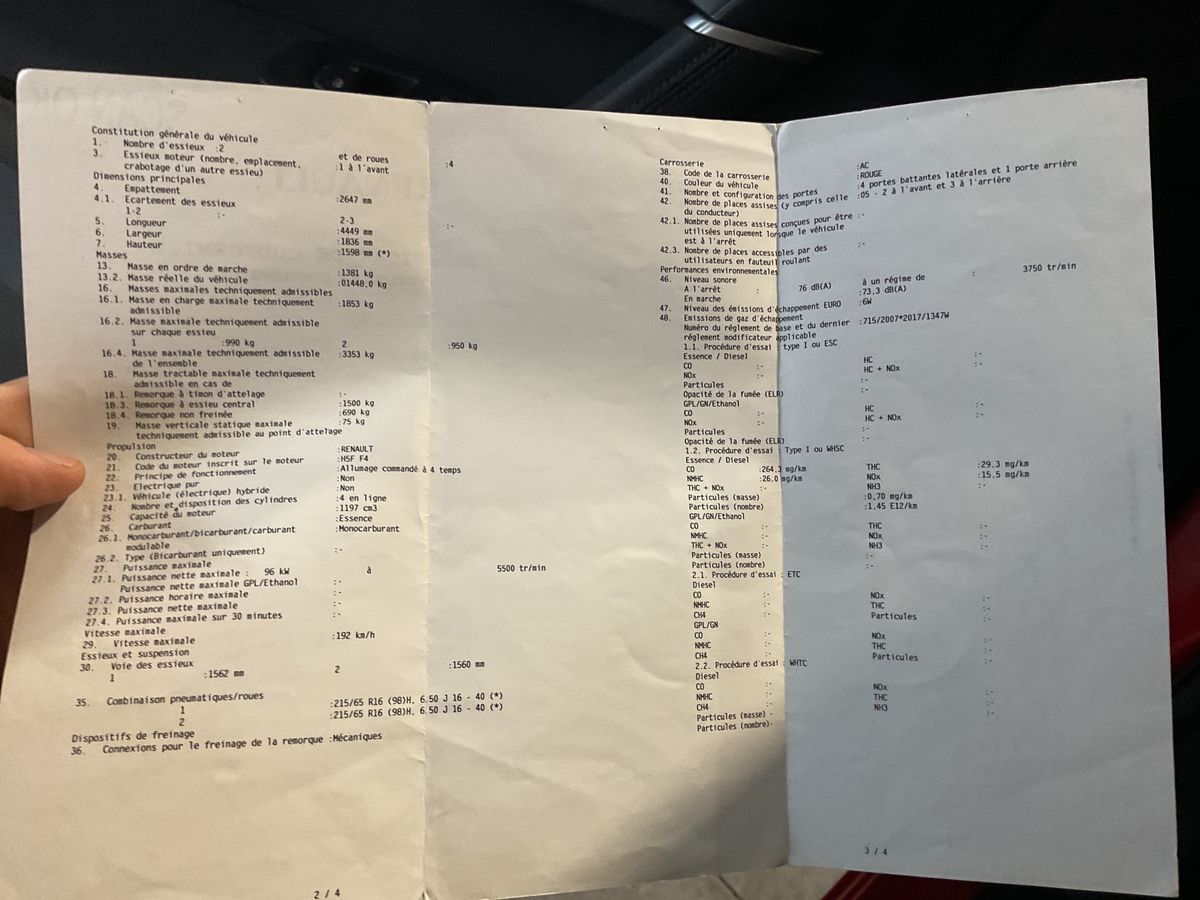 Constitution générale du véhicule
1. Nombre d'essieux :2 et de roues :4
3. Essieux moteur (nombre, emplacement, :1 à l'avant
crabotage d'un autre essieu)
Dimensions principales
4. Empattement
4.1. Ecartement des essieux :2647 mm
1-2 :- 2-3 :-
5. Longueur :4449 mm
6. Largeur :1836 mm
7. Hauteur :1598 mm (*)
Masses
13. Masse en ordre de marche :1381 kg
13.2. Masse réelle du véhicule :01448.0 kg
16. Masses maximales techniquement admissibles
16.1. Masse en charge maximale techniquement :1853 kg
admissible
16.2. Masse maximale techniquement admissible
sur chaque essieu
1 :990 kg 2 :950 kg
16.4. Masse maximale techniquement admissible :3353 kg
de l'ensemble
18. Masse tractable maximale techniquement
admissible en cas de
18.1. Remorque à timon d'attelage :-
18.3. Remorque à essieu central :1500 kg
18.4. Remorque non freinée :690 kg
19. Masse verticale statique maximale :75 kg
techniquement admissible au point d'attelage
Propulsion
20. Constructeur du moteur :RENAULT
21. Code du moteur inscrit sur le moteur :H5F F4
22. Principe de fonctionnement :Allumage commandé à 4 temps
23. Electrique pur :Non
23.1. Véhicule (électrique) hybride :Non
24. Nombre et disposition des cylindres :4 en ligne
25. Capacité du moteur :1197 cm3
26. Carburant :Essence
26.1. Monocarburant/bicarburant/carburant :Monocarburant
modulable
26.2. Type (Bicarburant uniquement) :-
27. Puissance maximale
27.1. Puissance nette maximale : 96 kW à 5500 tr/min
Puissance nette maximale GPL/Ethanol :-
27.2. Puissance horaire maximale :-
27.3. Puissance nette maximale :-
27.4. Puissance maximale sur 30 minutes :-
Vitesse maximale
29. Vitesse maximale :192 km/h
Essieux et suspension
30. Voie des essieux
1 :1562 mm 2 :1560 mm
35. Combinaison pneumatiques/roues
1 :215/65 R16 (98)H, 6.50 J 16 - 40 (*)
2 :215/65 R16 (98)H, 6.50 J 16 - 40 (*)
Dispositifs de freinage
36. Connexions pour le freinage de la remorque :Mécaniques
2 / 4
Carrosserie
38. Code de la carrosserie :AC
40. Couleur du véhicule :ROUGE
41. Nombre et configuration des portes :4 portes battantes latérales et 1 porte arrière
42. Nombre de places assises (y compris celle :05 - 2 à l'avant et 3 à l'arrière
du conducteur)
42.1. Nombre de places assises conçues pour être :-
utilisées uniquement lorsque le véhicule
est à l'arrêt
42.3. Nombre de places accessibles par des :-
utilisateurs en fauteuil roulant
Performances environnementales
46. Niveau sonore
A l'arrêt : 76 dB(A) à un régime de : 3750 tr/min
En marche :73.3 dB(A)
47. Niveau des émissions d'échappement EURO :6W
48. Emissions de gaz d'échappement
Numéro du réglement de base et du dernier :715/2007*2017/1347W
réglement modificateur applicable
1.1. Procédure d'essai : type I ou ESC
Essence / Diesel
CO :- HC :-
NOx :- HC + NOx :-
Particules :-
Opacité de la fumée (ELR) :-
GPL/GN/Ethanol
CO :- HC :-
NOx :- HC + NOx :-
Particules :-
Opacité de la fumée (ELR) :-
1.2. Procédure d'essai : Type I ou WHSC
Essence / Diesel
CO :264.3 mg/km THC :29.3 mg/km
NMHC :26.0 mg/km NOx :15.5 mg/km
THC + NOx :- NH3 :-
Particules (masse) :0.70 mg/km
Particules (nombre) :1.45 E12/km
GPL/GN/Ethanol
CO :- THC :-
NMHC :- NOx :-
THC + NOx :- NH3 :-
Particules (masse) :-
Particules (nombre) :-
2.1. Procédure d'essai : ETC
Diesel
CO :- NOx :-
NMHC :- THC :-
CH4 :- Particules :-
GPL/GN
CO :- NOx :-
NMHC :- THC :-
CH4 :- Particules :-
2.2. Procédure d'essai : WHTC
Diesel
CO :- NOx :-
NMHC :- THC :-
CH4 :- NH3 :-
Particules (masse) -
Particules (nombre)-
3 / 4